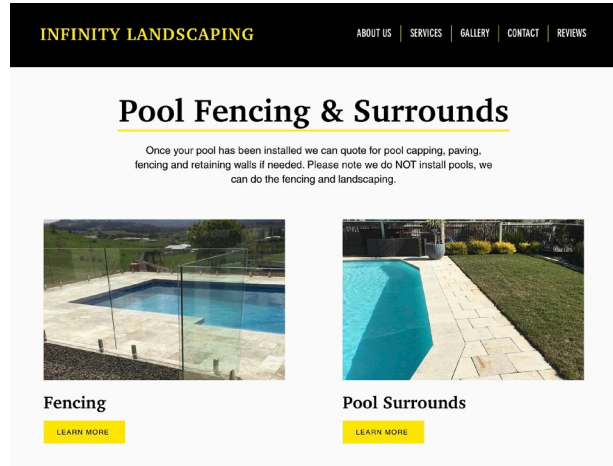 INFINITY LANDSCAPING
ABOUT US
SERVICES
GALLERY
CONTACT
REVIEWS
Pool Fencing & Surrounds
Once your pool has been installed we can quote for pool capping, paving,
fencing and retaining walls if needed. Please note we do NOT install pools, we
can do the fencing and landscaping.
Fencing
LEARN MORE
Pool Surrounds
LEARN MORE